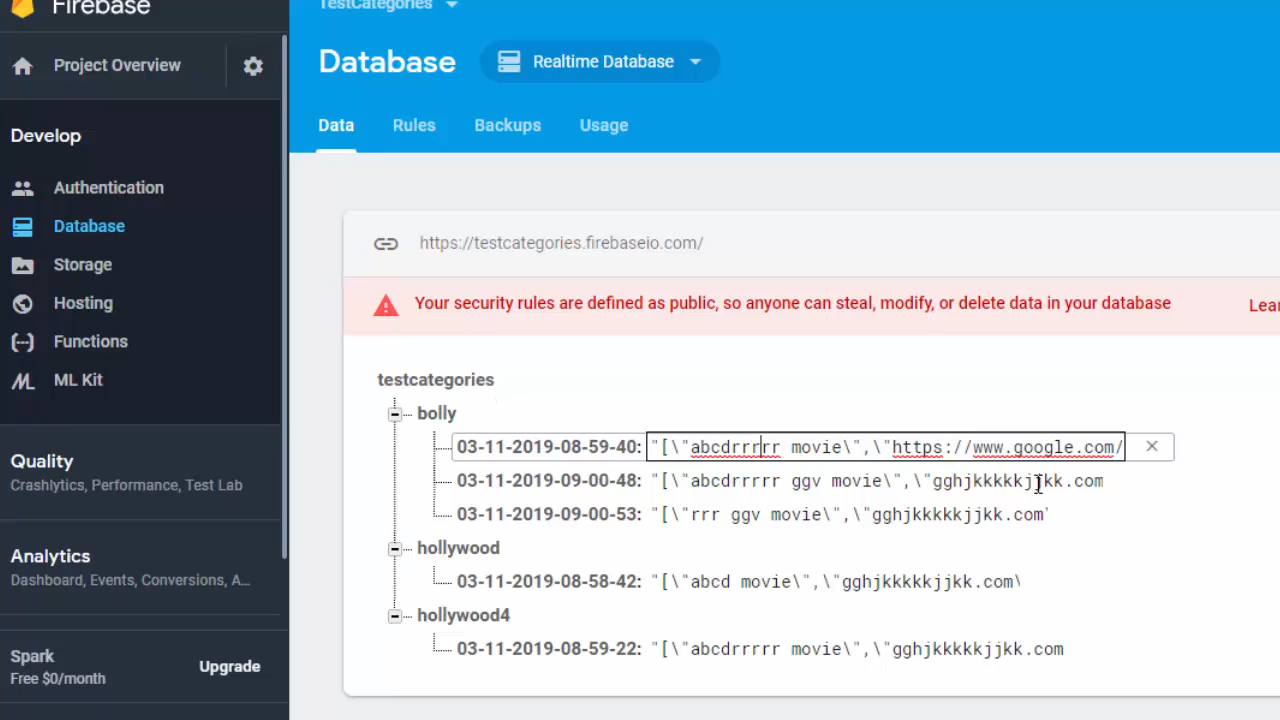 Firebase
TestCategories
Project Overview
Database
Realtime Database
Develop
Data
Rules
Backups
Usage
Authentication
Database
Storage
Hosting
Functions
ML Kit
https://testcategories.firebaseio.com/
Your security rules are defined as public, so anyone can steal, modify, or delete data in your database
Lear
testcategories
bolly
03-11-2019-08-59-40: "[\"abcdrrrrr movie\",\"https://www.google.com/
03-11-2019-09-00-48: "[\"abcdrrrrr ggv movie\",\"gghjkkkkkjjkk.com
03-11-2019-09-00-53: "[\"rrr ggv movie\",\"gghjkkkkkjjkk.com'
hollywood
03-11-2019-08-58-42: "[\"abcd movie\",\"gghjkkkkkjjkk.com\
hollywood4
03-11-2019-08-59-22: "[\"abcdrrrrr movie\",\"gghjkkkkkjjkk.com
Quality
Crashlytics, Performance, Test Lab
Analytics
Dashboard, Events, Conversions, A...
Spark
Free $0/month
Upgrade